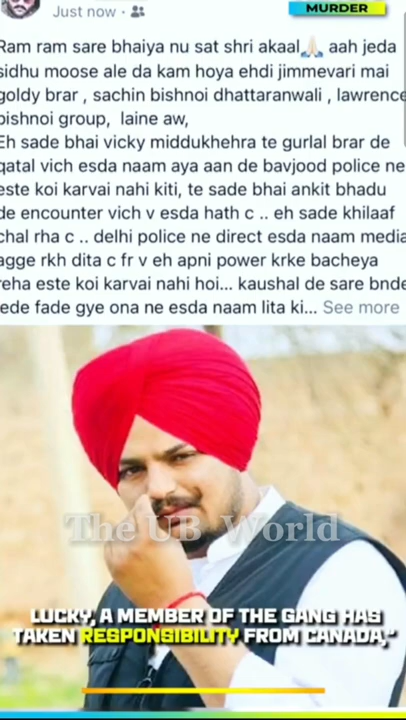 MURDER
Just now ·
Ram ram sare bhaiya nu sat shri akaal🙏🏻 aah jeda
sidhu moose ale da kam hoya ehdi jimmevari mai
goldy brar , sachin bishnoi dhattaranwali , lawrence
bishnoi group, laine aw,
Eh sade bhai vicky middukhehra te gurlal brar de
qatal vich esda naam aya aan de bavjood police ne
este koi karvai nahi kiti, te sade bhai ankit bhadu
de encounter vich v esda hath c .. eh sade khilaaf
chal rha c .. delhi police ne direct esda naam media
agge rkh dita c fr v eh apni power krke bacheya
reha este koi karvai nahi hoi... kaushal de sare bnde
jede fade gye ona ne esda naam lita ki... See more
The UB World
LUCKY, A MEMBER OF THE GANG HAS
TAKEN RESPONSIBILITY FROM CANADA,"